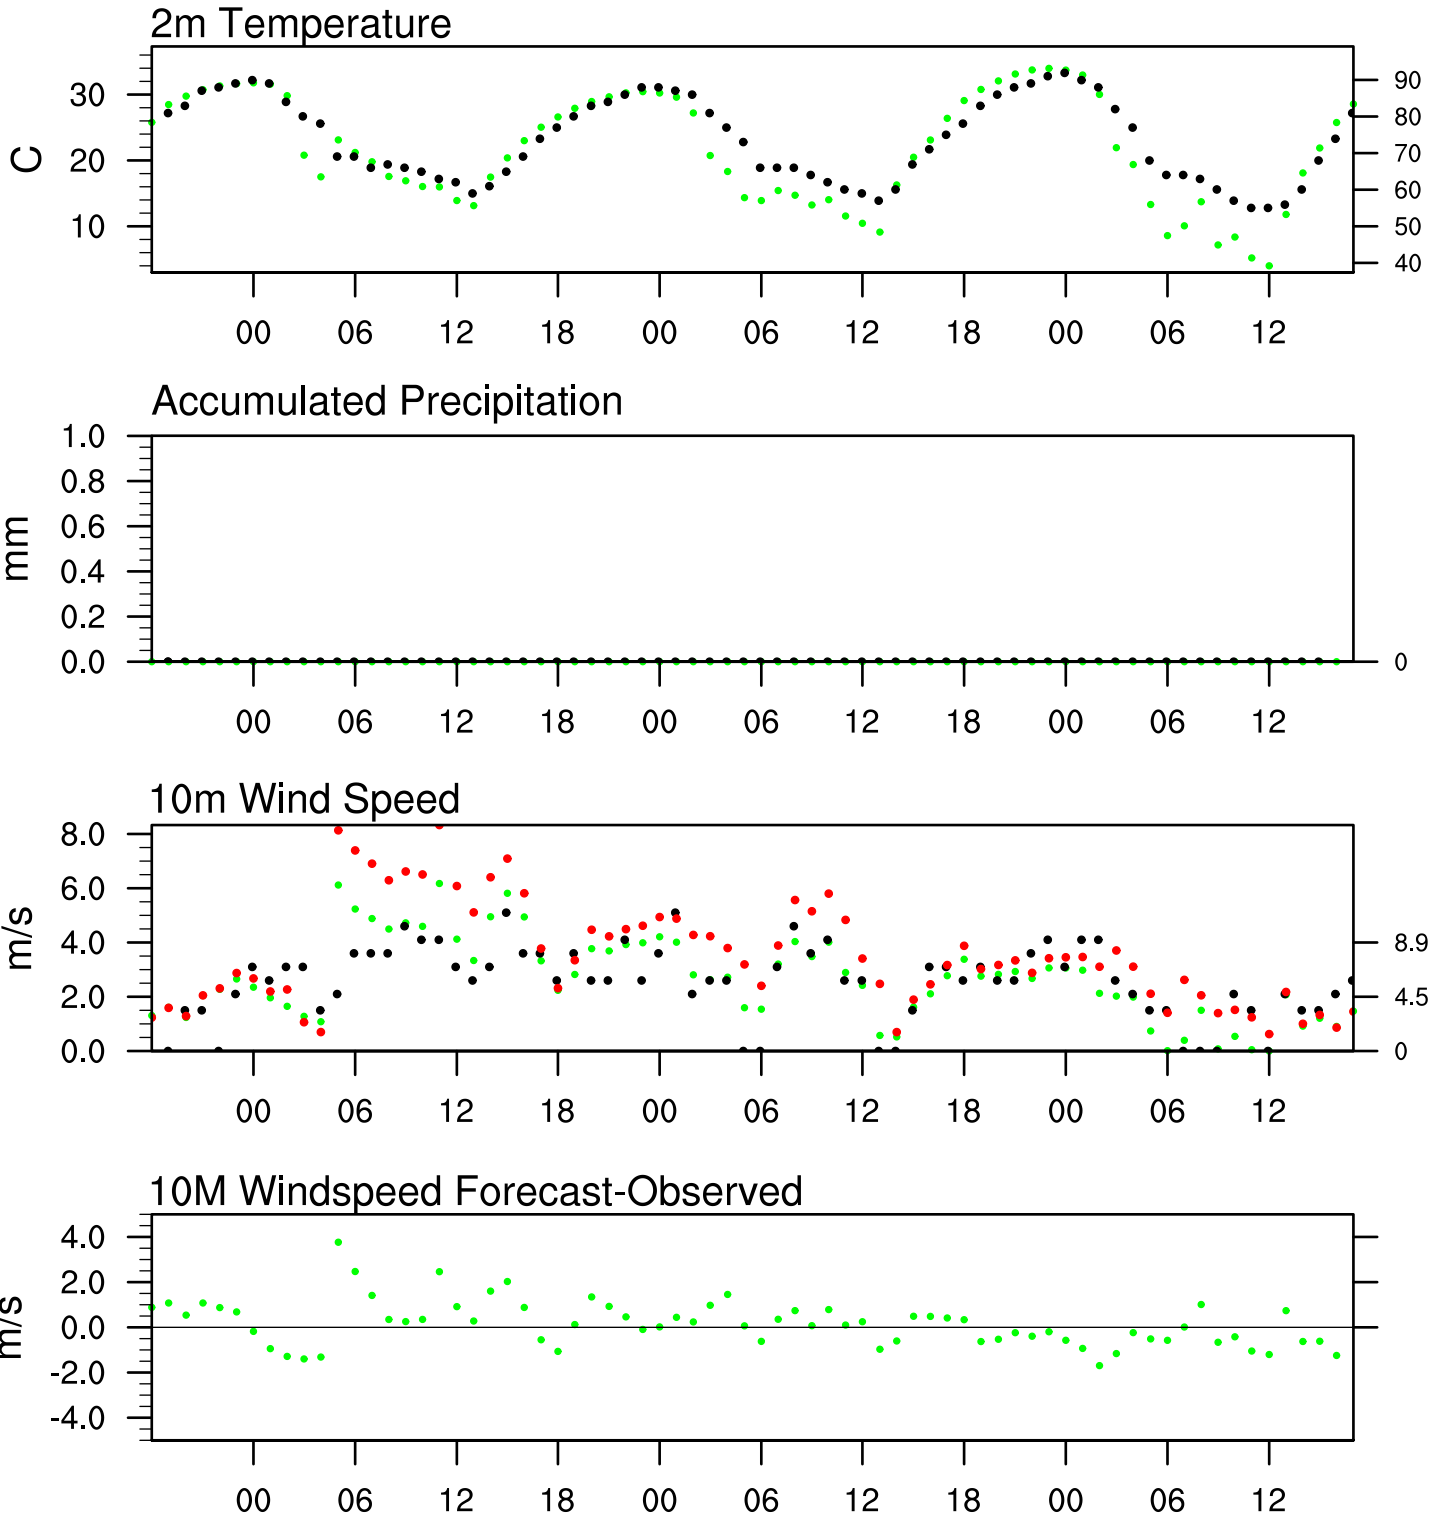 2m Temperature
30
20
10
C
90
80
70
60
50
40
00 06 12 18 00 06 12 18 00 06 12
Accumulated Precipitation
1.0
0.8
0.6
0.4
0.2
0.0
mm
0
00 06 12 18 00 06 12 18 00 06 12
10m Wind Speed
8.0
6.0
4.0
2.0
0.0
m/s
8.9
4.5
0
00 06 12 18 00 06 12 18 00 06 12
10M Windspeed Forecast-Observed
4.0
2.0
0.0
-2.0
-4.0
m/s
00 06 12 18 00 06 12 18 00 06 12